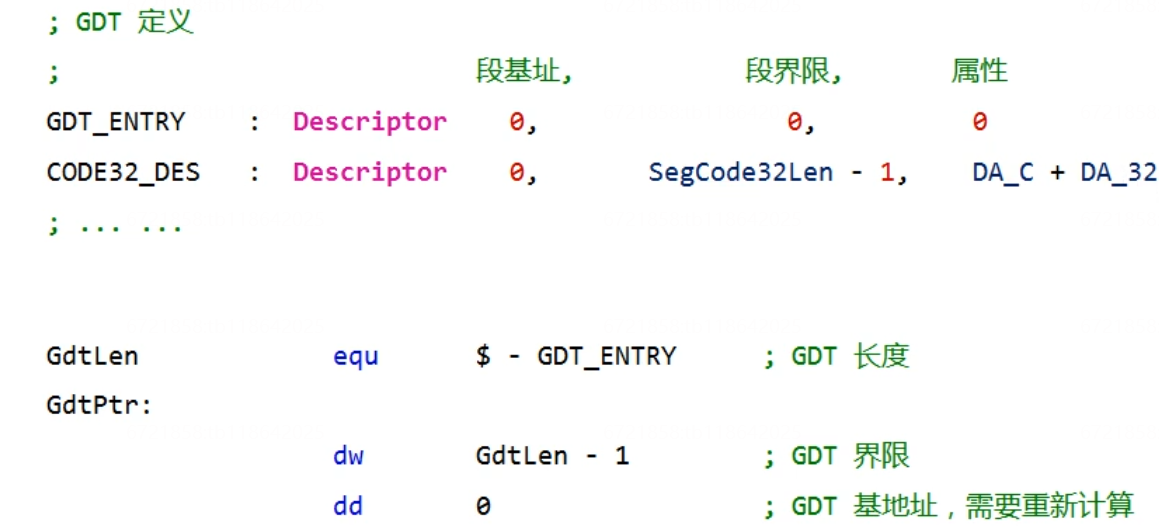 ; GDT 定义
; 段基址, 段界限, 属性
GDT_ENTRY : Descriptor 0, 0, 0
CODE32_DES : Descriptor 0, SegCode32Len - 1, DA_C + DA_32
; ... ...
GdtLen equ $ - GDT_ENTRY ; GDT 长度
GdtPtr:
dw GdtLen - 1 ; GDT 界限
dd 0 ; GDT 基地址，需要重新计算